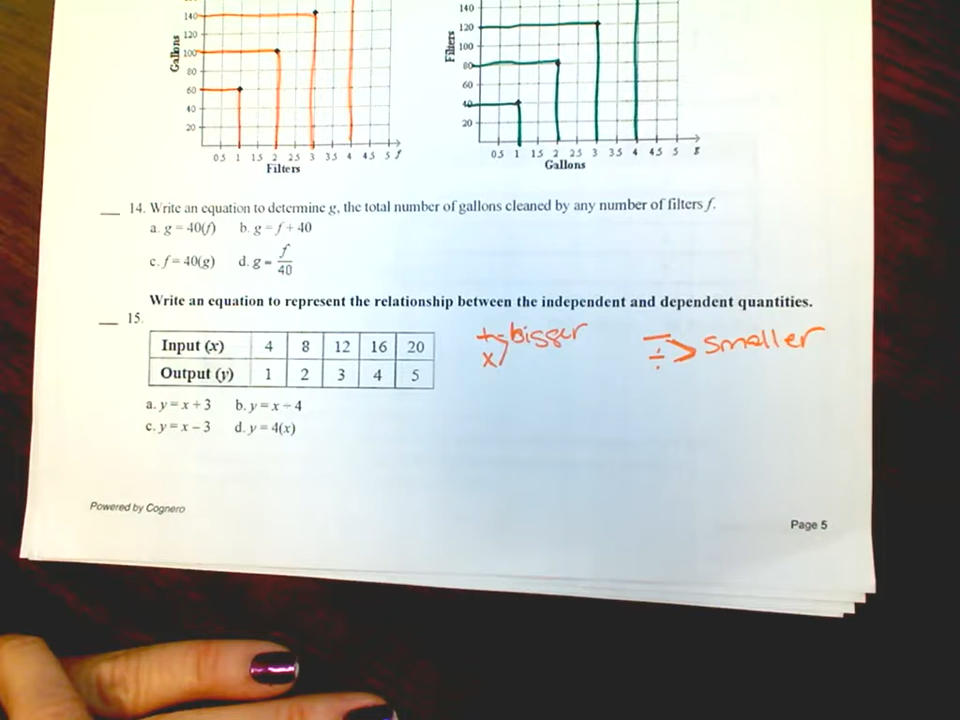 140
120
Gallons
100
80
60
40
20
0.5 1 1.5 2 2.5 3 3.5 4 4.5 5 f
Filters
140
120
Filters
100
80
60
40
20
0.5 1 1.5 2 2.5 3 3.5 4 4.5 5 g
Gallons
14. Write an equation to determine g, the total number of gallons cleaned by any number of filters f.
a. g = 40(f) b. g = f + 40
c. f = 40(g) d. g = f/40
Write an equation to represent the relationship between the independent and dependent quantities.
15.
Input (x) 4 8 12 16 20
Output (y) 1 2 3 4 5
+ x > bigger
- ÷ > smaller
a. y = x + 3 b. y = x ÷ 4
c. y = x − 3 d. y = 4(x)
Powered by Cognero
Page 5